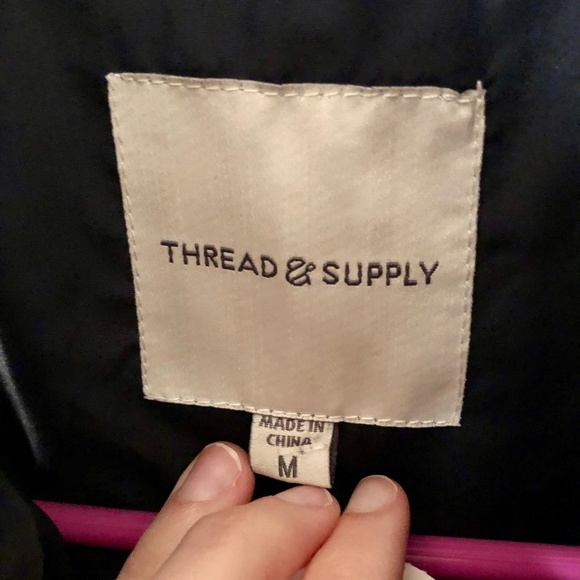 THREAD & SUPPLY
MADE IN
CHINA
M